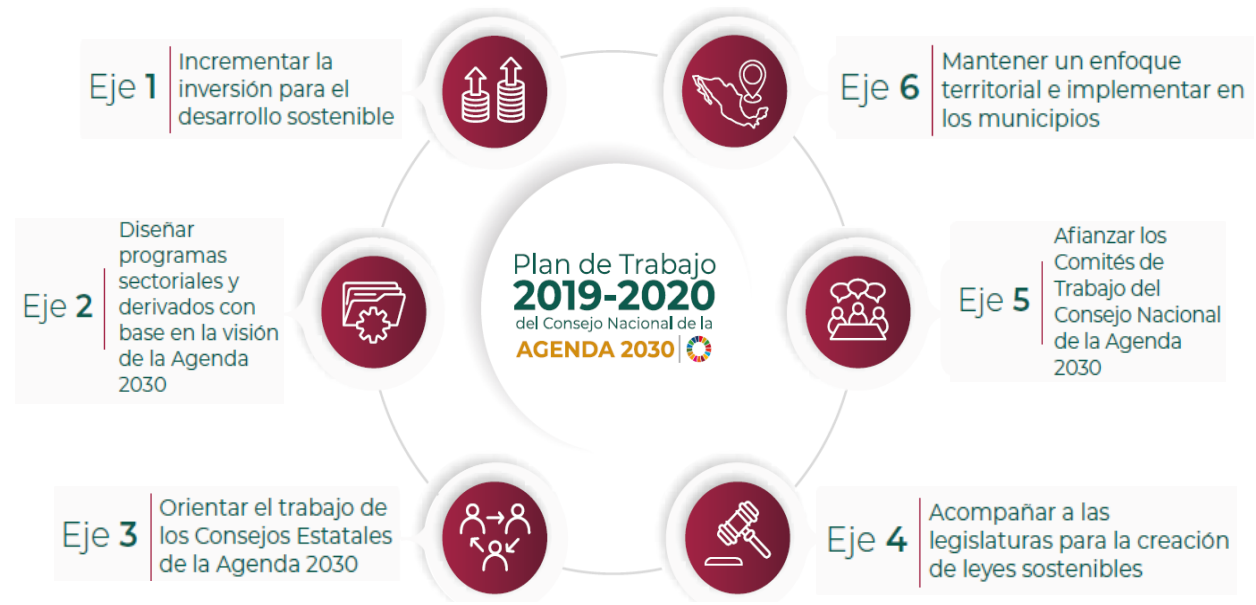 Plan de Trabajo
2019-2020
del Consejo Nacional de la
AGENDA 2030
Eje 1
Incrementar la
inversión para el
desarrollo sostenible
Eje 2
Diseñar
programas
sectoriales y
derivados con
base en la visión
de la Agenda
2030
Eje 3
Orientar el trabajo de
los Consejos Estatales
de la Agenda 2030
Eje 4
Acompañar a las
legislaturas para la creación
de leyes sostenibles
Eje 5
Afianzar los
Comités de
Trabajo del
Consejo Nacional
de la Agenda
2030
Eje 6
Mantener un enfoque
territorial e implementar en
los municipios